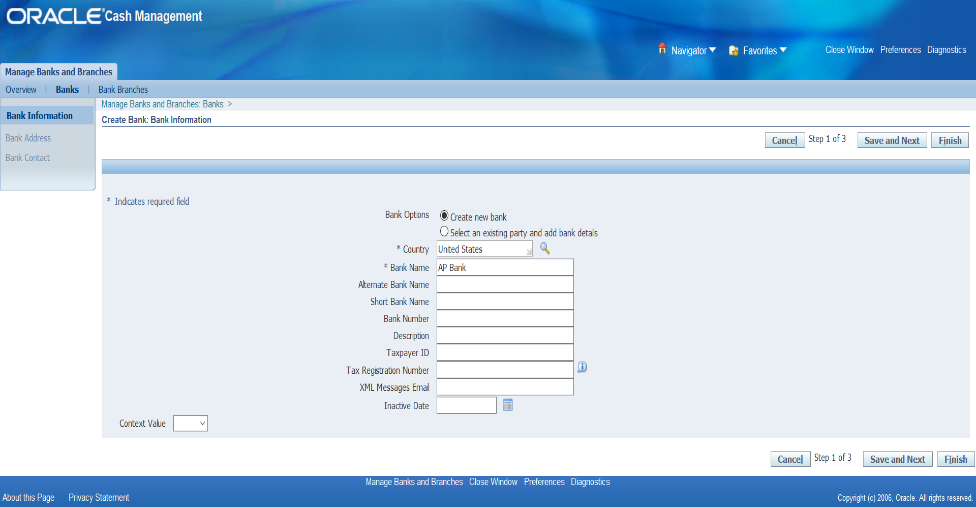 ORACLE® Cash Management
Navigator Favorites Close Window Preferences Diagnostics
Manage Banks and Branches
Overview | Banks | Bank Branches
Manage Banks and Branches: Banks >
Bank Information
Bank Address
Bank Contact
Create Bank: Bank Information
Cancel Step 1 of 3 Save and Next Finish
* Indicates required field
Bank Options Create new bank
Select an existing party and add bank details
* Country United States
* Bank Name AP Bank
Alternate Bank Name
Short Bank Name
Bank Number
Description
Taxpayer ID
Tax Registration Number
XML Messages Email
Inactive Date
Context Value
Cancel Step 1 of 3 Save and Next Finish
Manage Banks and Branches Close Window Preferences Diagnostics
About this Page Privacy Statement Copyright (c) 2006, Oracle. All rights reserved.